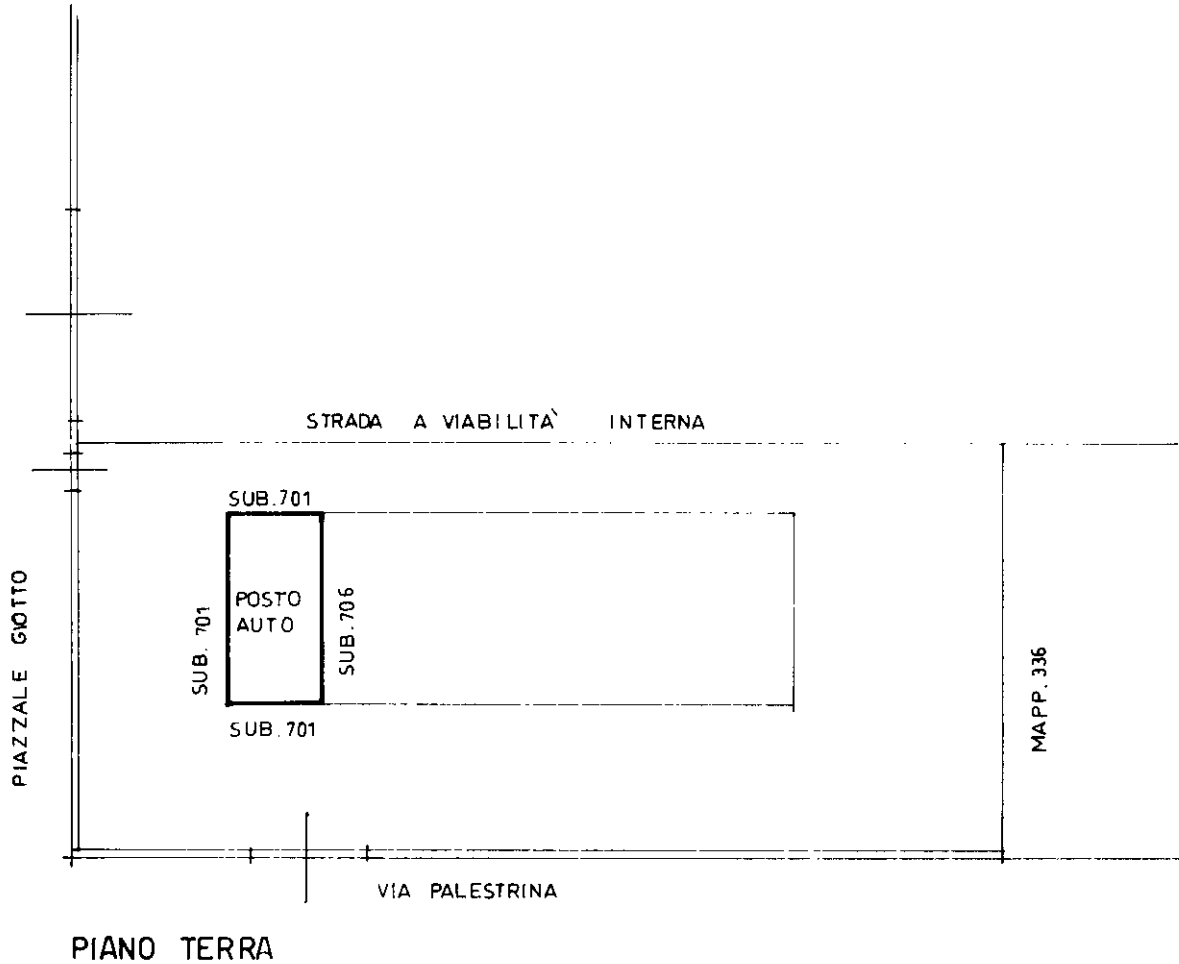 STRADA A VIABILITA' INTERNA
SUB.701
POSTO
AUTO
SUB. 701
SUB. 706
SUB.701
PIAZZALE GIOTTO
MAPP. 336
VIA PALESTRINA
PIANO TERRA